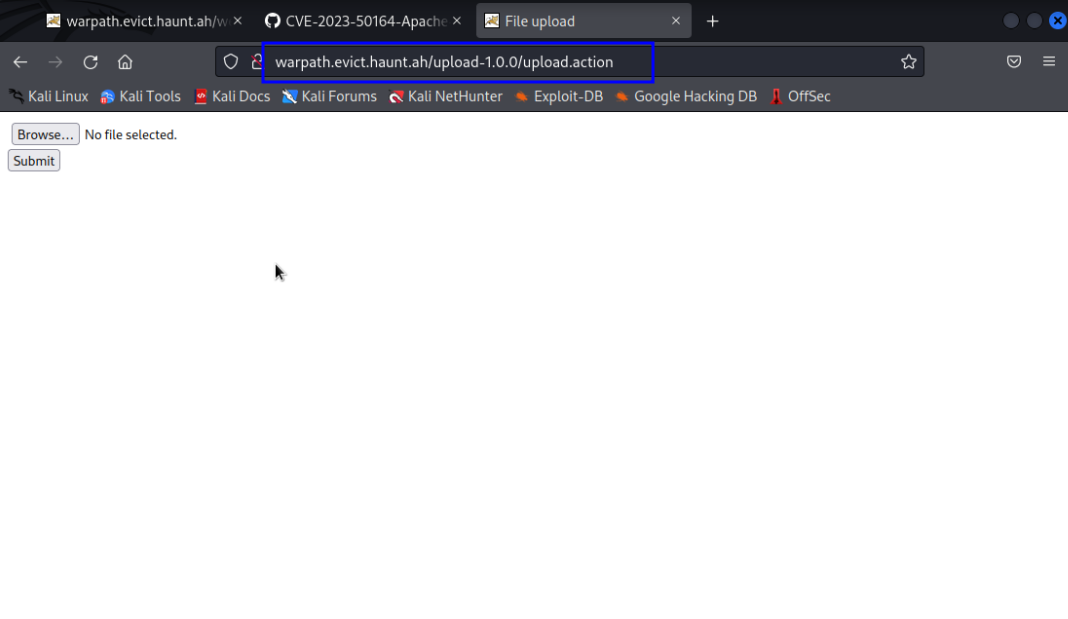 warpath.evict.haunt.ah/w
CVE-2023-50164-Apache
File upload
warpath.evict.haunt.ah/upload-1.0.0/upload.action
Kali Linux Kali Tools Kali Docs Kali Forums Kali NetHunter Exploit-DB Google Hacking DB OffSec
Browse... No file selected.
Submit